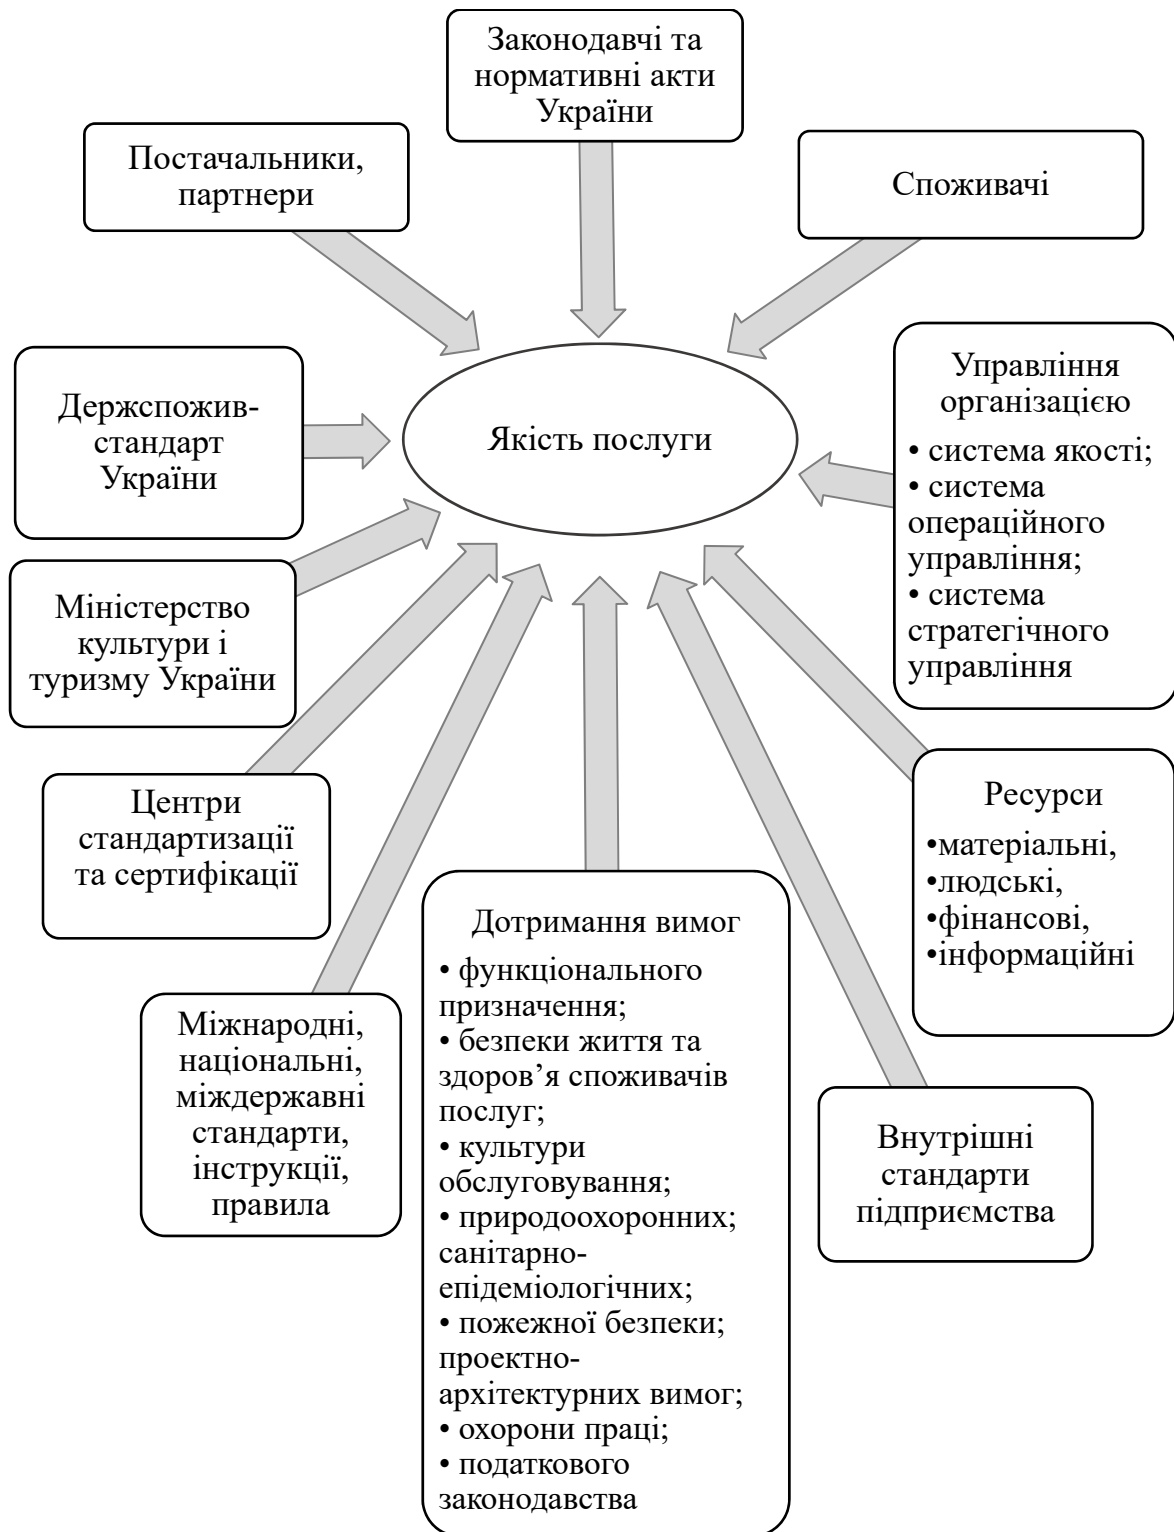 Законодавчі та
нормативні акти
України
Постачальники,
партнери
Споживачі
Держспожив-
стандарт
України
Якість послуги
Управління
організацією
• система якості;
• система
операційного
управління;
• система
стратегічного
управління
Міністерство
культури і
туризму України
Центри
стандартизації
та сертифікації
Ресурси
•матеріальні,
•людські,
•фінансові,
•інформаційні
Міжнародні,
національні,
міждержавні
стандарти,
інструкції,
правила
Дотримання вимог
• функціонального
призначення;
• безпеки життя та
здоров’я споживачів
послуг;
• культури
обслуговування;
• природоохоронних;
санітарно-
епідеміологічних;
• пожежної безпеки;
проектно-
архітектурних вимог;
• охорони праці;
• податкового
законодавства
Внутрішні
стандарти
підприємства